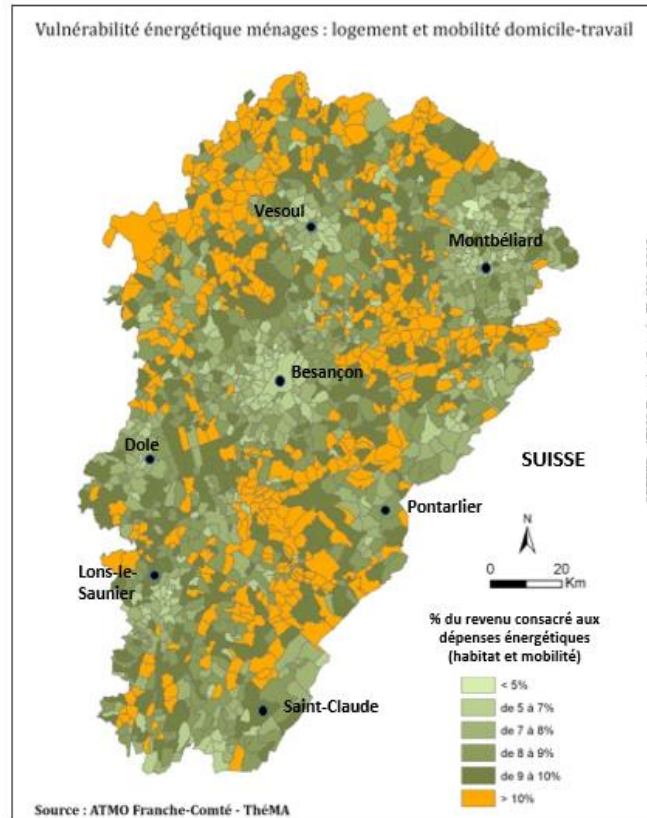 Vulnérabilité énergétique ménages : logement et mobilité domicile-travail
Vesoul
Montbéliard
Besançon
Dole
SUISSE
Pontarlier
N
Lons-le-
Saunier
0 20
Km
% du revenu consacré aux
dépenses énergétiques
(habitat et mobilité)
< 5%
de 5 à 7%
de 7 à 8%
de 8 à 9%
de 9 à 10%
> 10%
Saint-Claude
Source : ATMO Franche-Comté - ThéMA